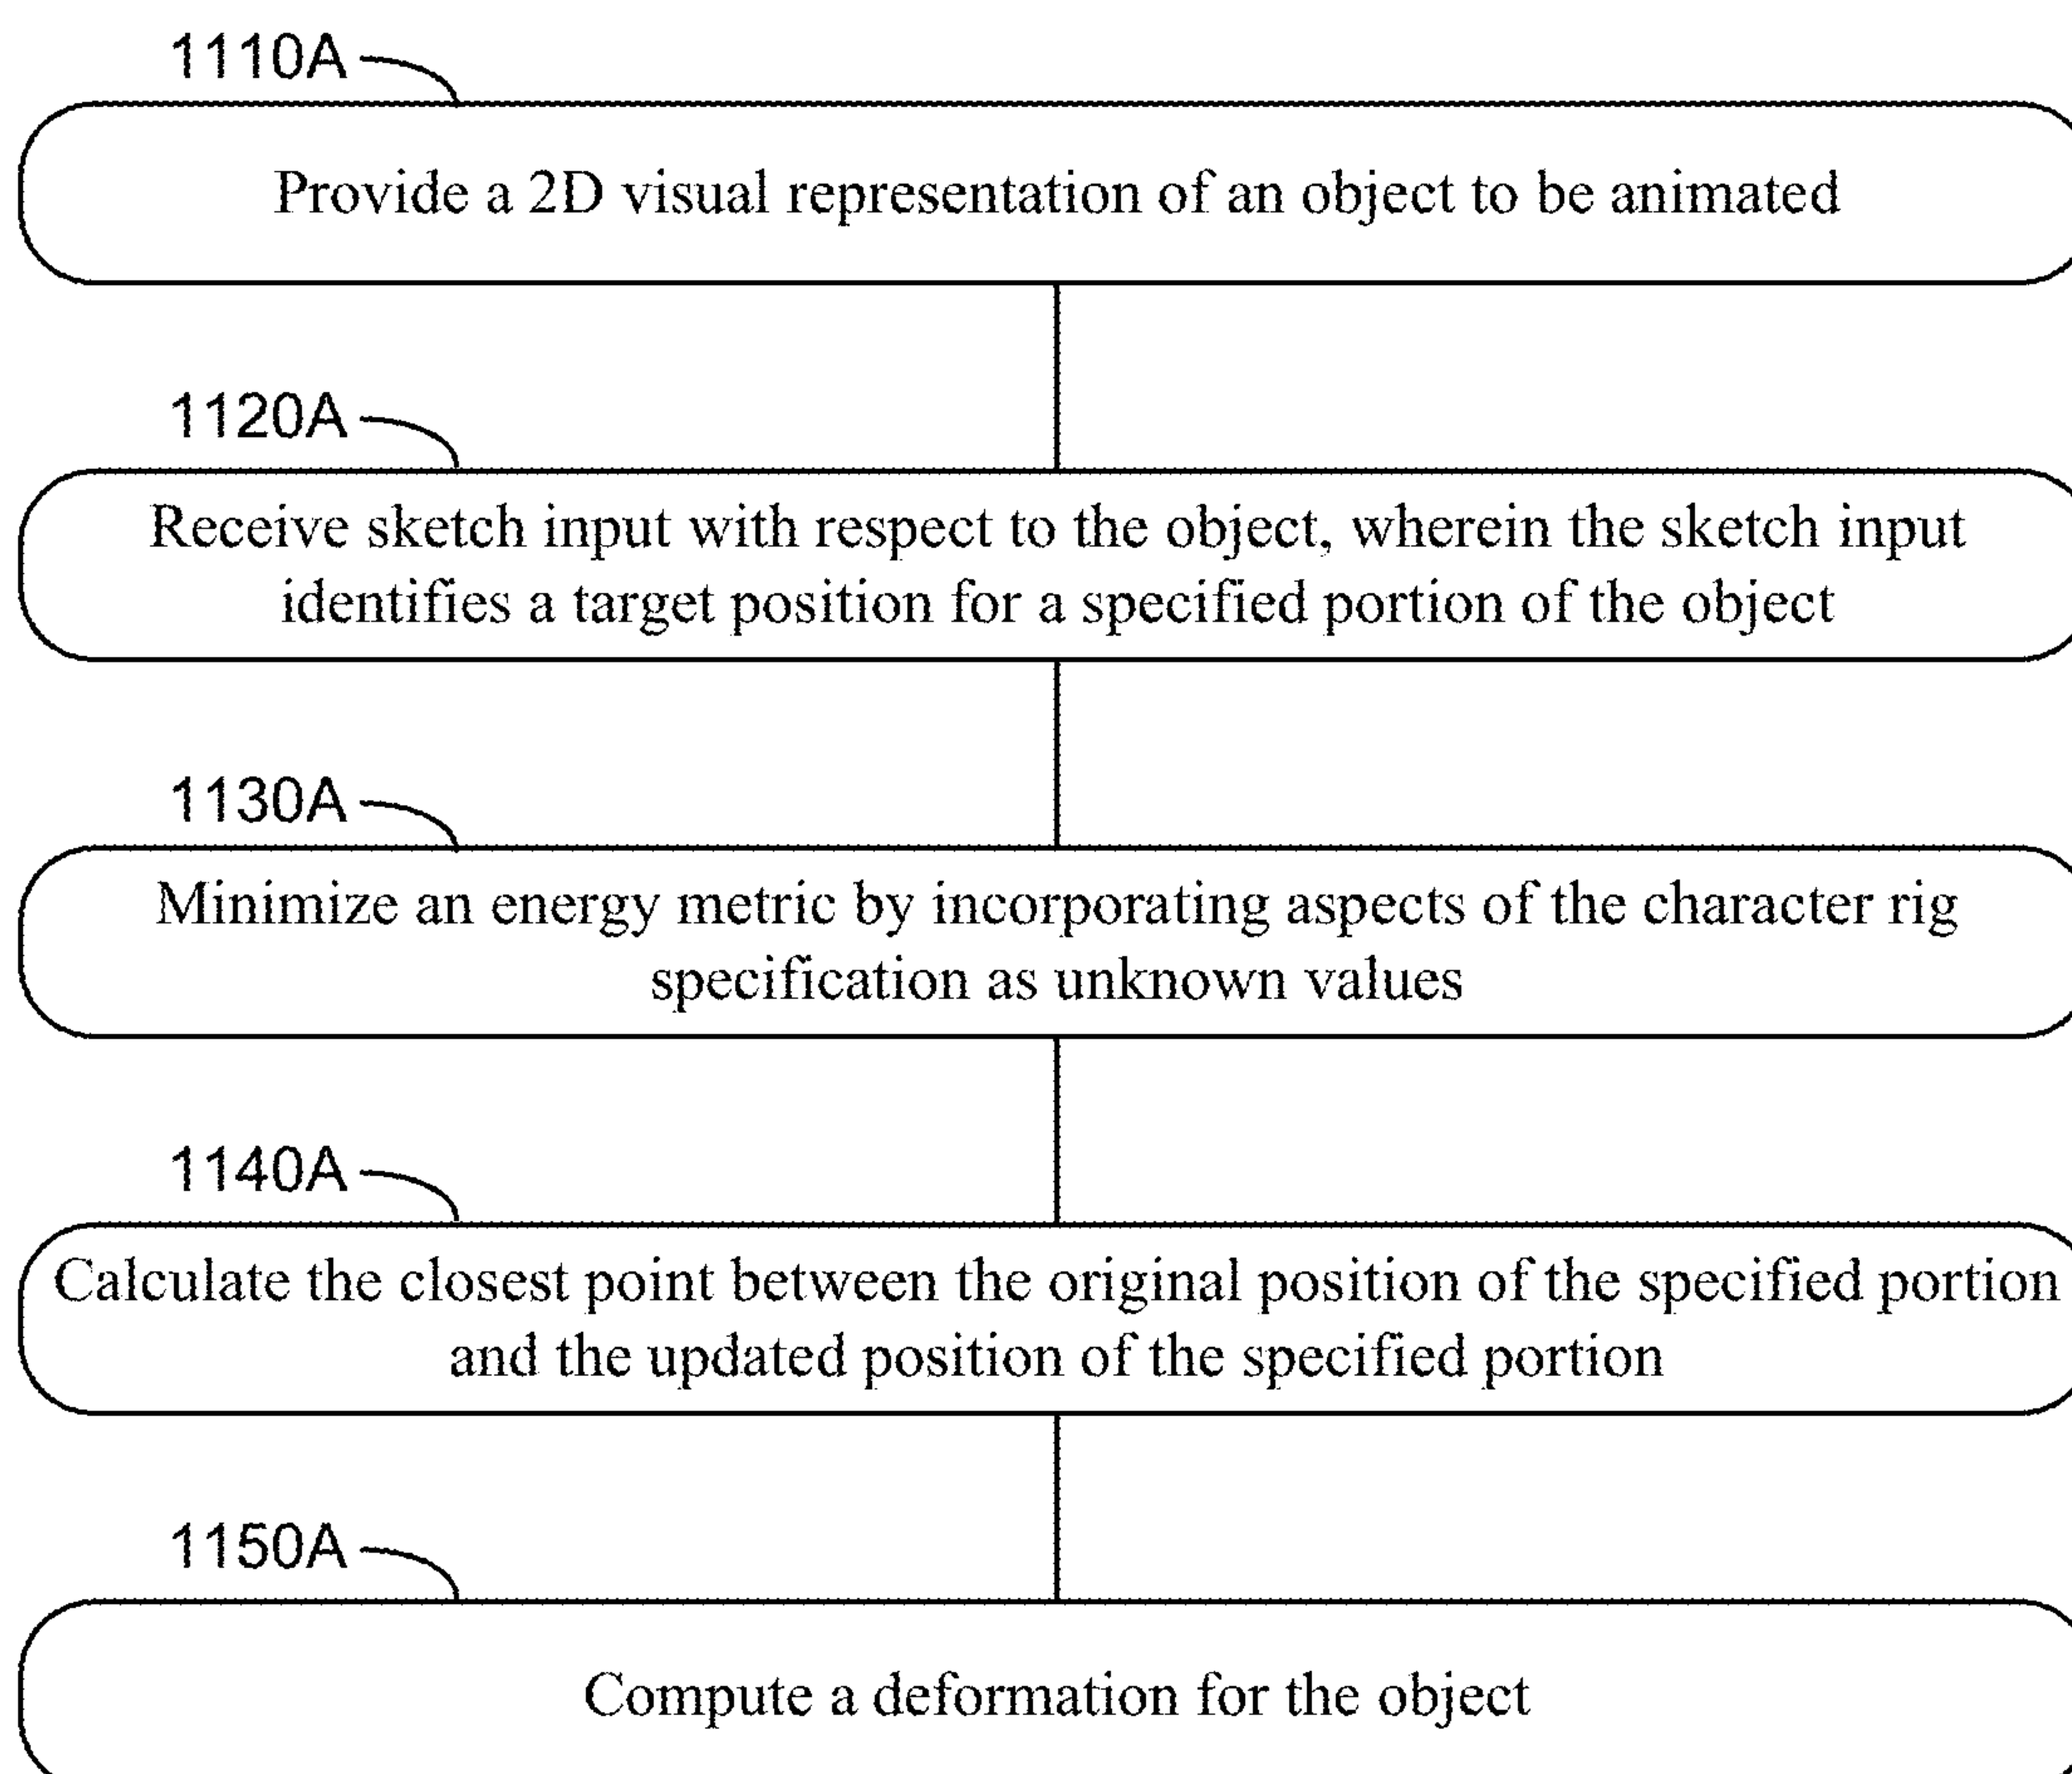 1110A
Provide a 2D visual representation of an object to be animated
1120A
Receive sketch input with respect to the object, wherein the sketch input
identifies a target position for a specified portion of the object
1130A
Minimize an energy metric by incorporating aspects of the character rig
specification as unknown values
1140A
Calculate the closest point between the original position of the specified portion
and the updated position of the specified portion
1150A
Compute a deformation for the object